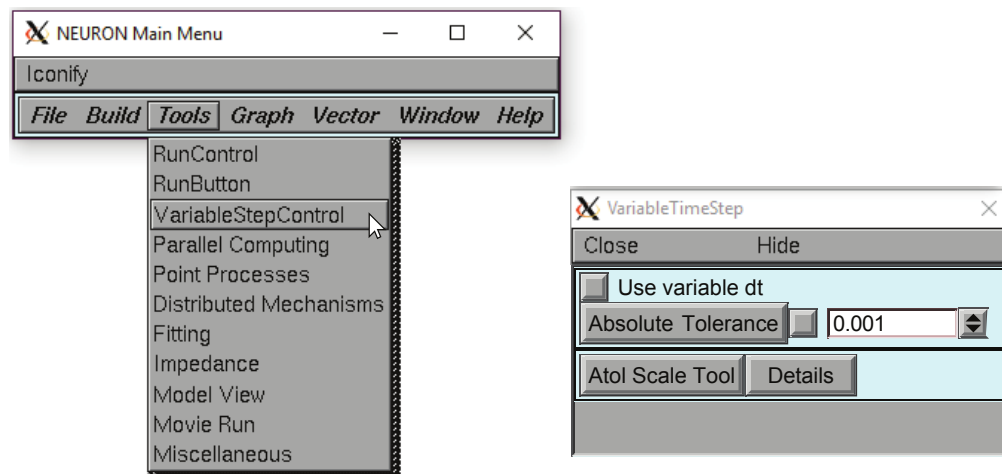 NEURON Main Menu
Iconify
File Build Tools Graph Vector Window Help
RunControl
RunButton
VariableStepControl
Parallel Computing
Point Processes
Distributed Mechanisms
Fitting
Impedance
Model View
Movie Run
Miscellaneous
VariableTimeStep
Close Hide
Use variable dt
Absolute Tolerance 0.001
Atol Scale Tool Details